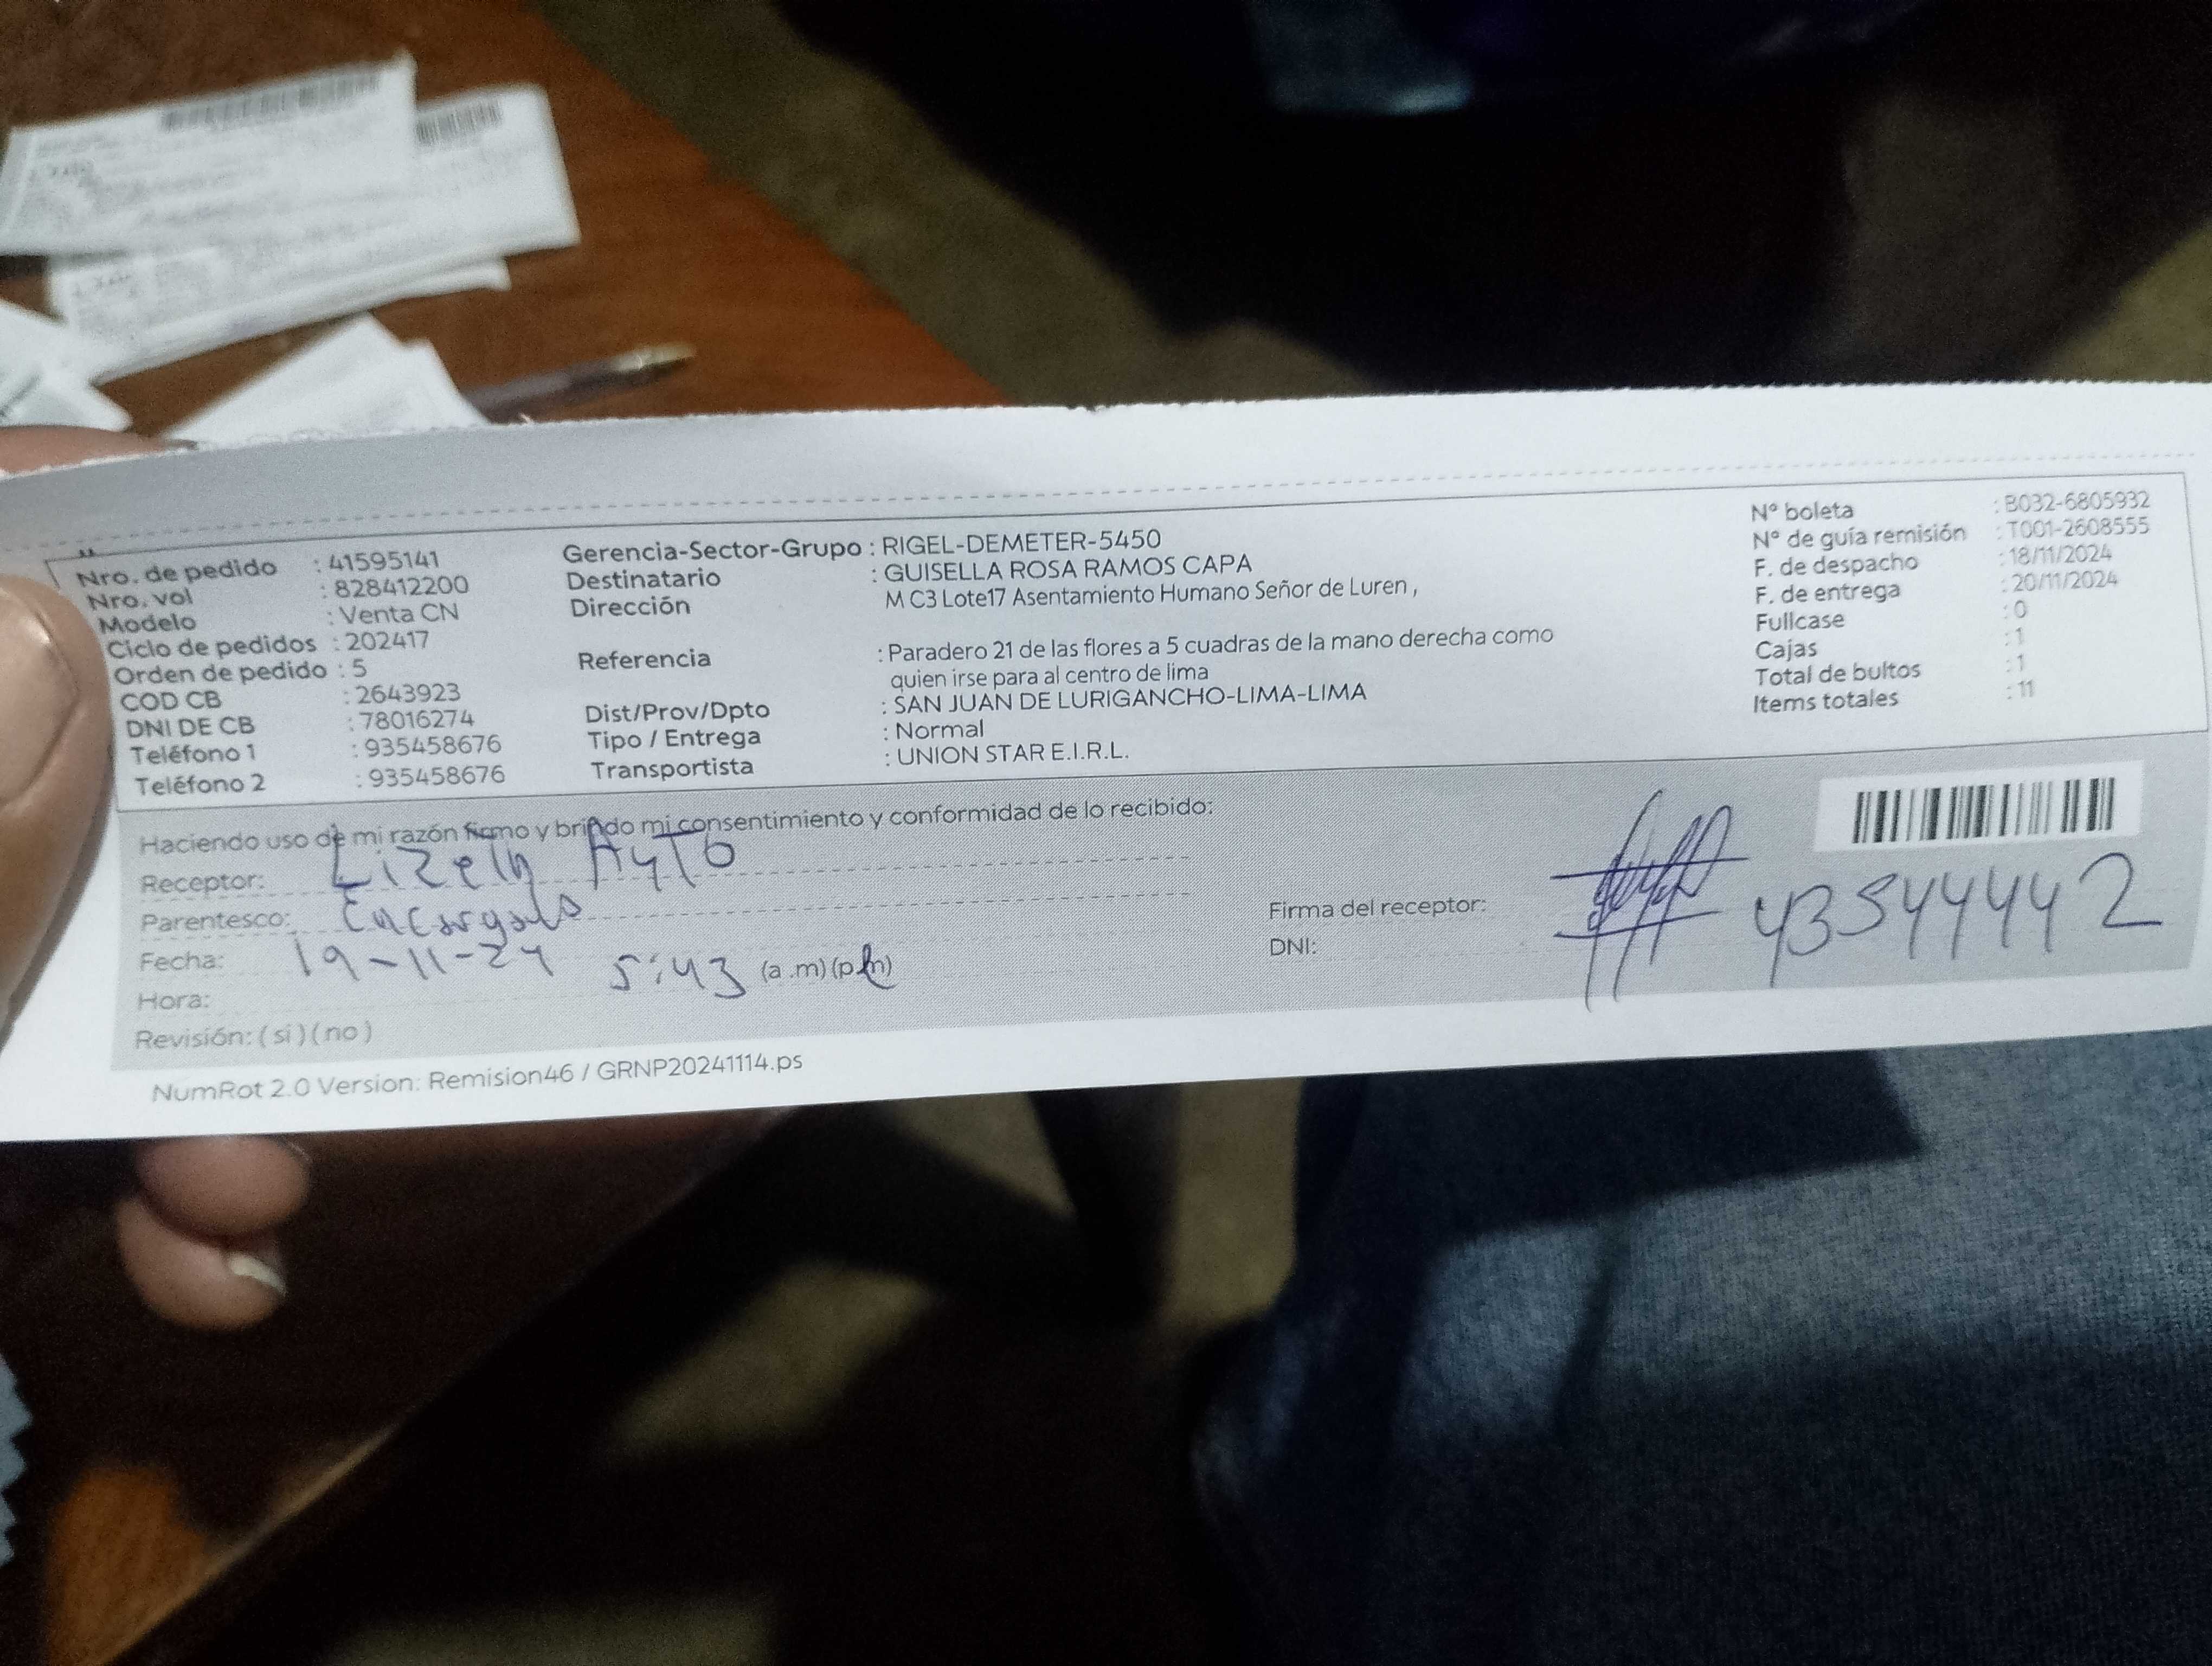 Nro. de pedido : 41595141
Nro. vol : 828412200
Modelo : Venta CN
Ciclo de pedidos : 202417
Orden de pedido : 5
COD CB : 2643923
DNI DE CB : 78016274
Teléfono 1 : 935458676
Teléfono 2 : 935458676
Gerencia-Sector-Grupo : RIGEL-DEMETER-5450
Destinatario : GUISELLA ROSA RAMOS CAPA
Dirección M C3 Lote17 Asentamiento Humano Señor de Luren ,
Referencia : Paradero 21 de las flores a 5 cuadras de la mano derecha como
quien irse para al centro de lima
Dist/Prov/Dpto : SAN JUAN DE LURIGANCHO-LIMA-LIMA
Tipo / Entrega : Normal
Transportista : UNION STAR E.I.R.L.
N° boleta : B032-6805932
N° de guía remisión : T001-2608555
F. de despacho : 18/11/2024
F. de entrega : 20/11/2024
Fullcase : 0
Cajas : 1
Total de bultos : 1
Items totales : 11
Haciendo uso de mi razón firmo y brindo mi consentimiento y conformidad de lo recibido:
Receptor: Lizeth
Parentesco: Encargado
Fecha: 19-11-24
Hora: 5:43 (a.m) (p.m)
Revisión: (si) (no)
Firma del receptor:
DNI: 43544442
NumRot 2.0 Version: Remision46 / GRNP20241114.ps